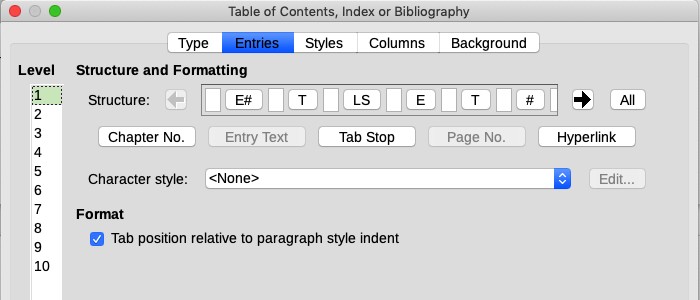 Table of Contents, Index or Bibliography
Type Entries Styles Columns Background
Level Structure and Formatting
1 Structure: E# T LS E T # All
2
3 Chapter No. Entry Text Tab Stop Page No. Hyperlink
4
5 Character style: <None> Edit...
6
7 Format
8 Tab position relative to paragraph style indent
9
10